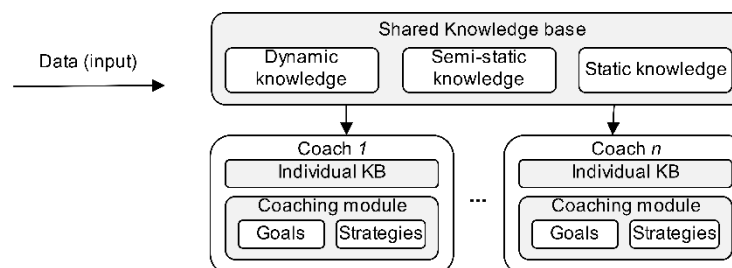 Shared Knowledge base
Data (input)
Dynamic
knowledge
Semi-static
knowledge
Static knowledge
Coach 1
Individual KB
Coaching module
Goals
Strategies
...
Coach n
Individual KB
Coaching module
Goals
Strategies